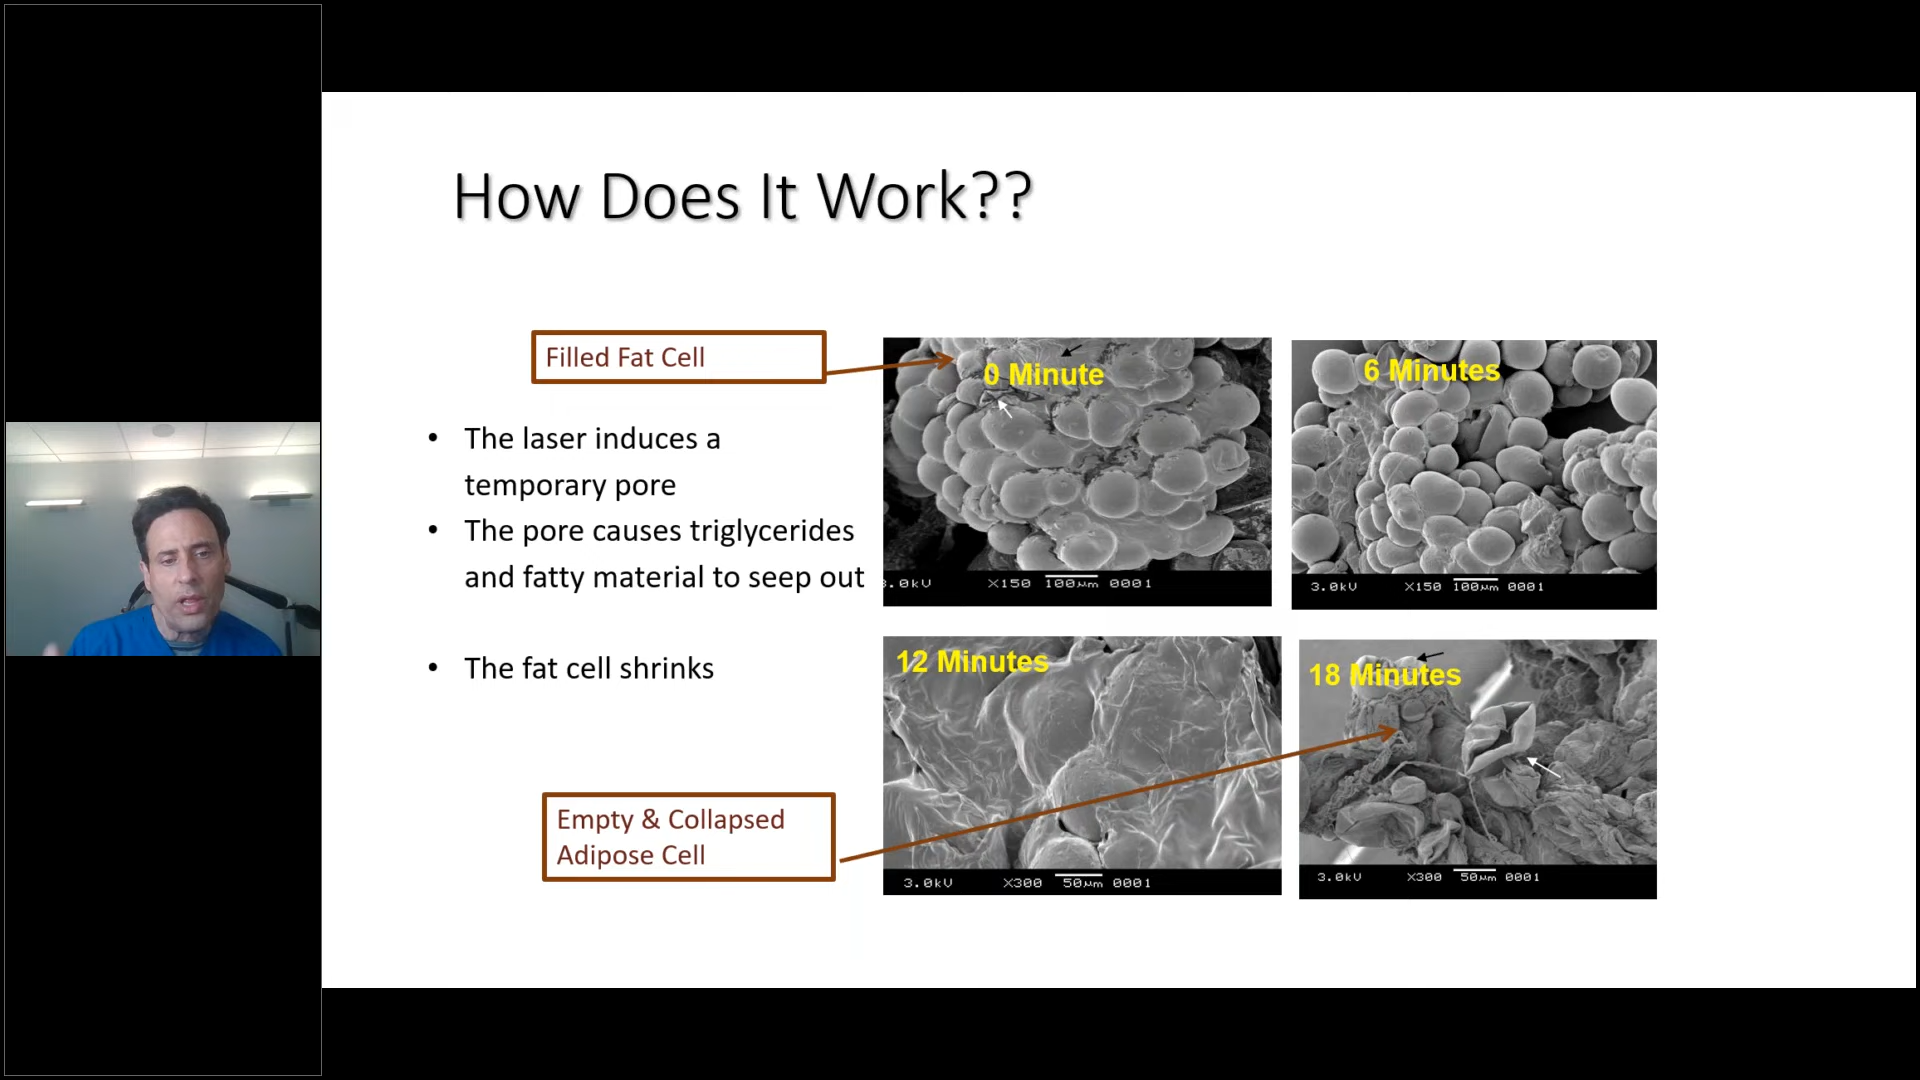 How Does It Work??
Filled Fat Cell
• The laser induces a
temporary pore
• The pore causes triglycerides
and fatty material to seep out
• The fat cell shrinks
Empty & Collapsed
Adipose Cell
0 Minute
.0kV X150 100μm 0001
6 Minutes
3.0kV X150 100μm 0001
12 Minutes
3.0kV X300 50μm 0001
18 Minutes
3.0kV X300 50μm 0001